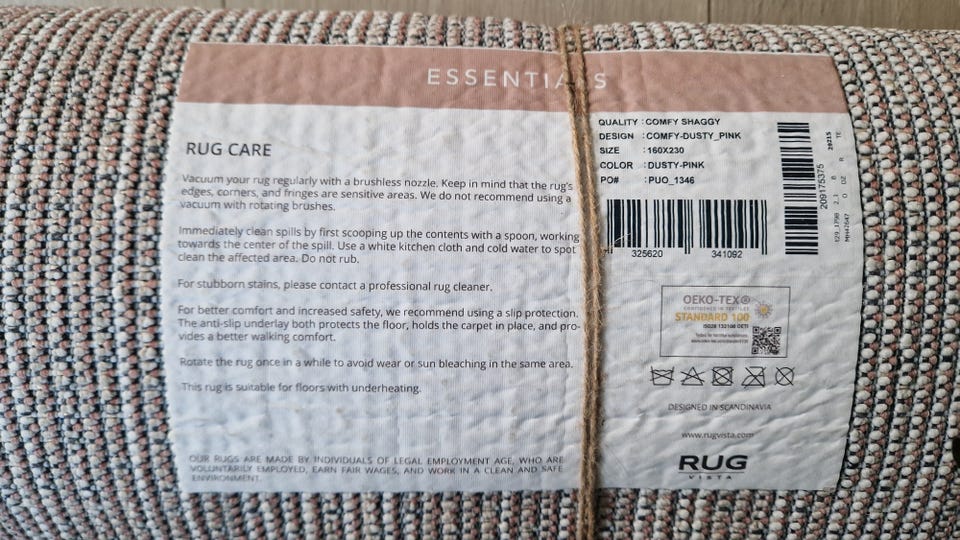 ESSENTIALS
RUG CARE
Vacuum your rug regularly with a brushless nozzle. Keep in mind that the rug's
edges, corners, and fringes are sensitive areas. We do not recommend using a
vacuum with rotating brushes.
Immediately clean spills by first scooping up the contents with a spoon, working
towards the center of the spill. Use a white kitchen cloth and cold water to spot
clean the affected area. Do not rub.
For stubborn stains, please contact a professional rug cleaner.
For better comfort and increased safety, we recommend using a slip protection.
The anti-slip underlay both protects the floor, holds the carpet in place, and pro-
vides a better walking comfort.
Rotate the rug once in a while to avoid wear or sun bleaching in the same area.
This rug is suitable for floors with underheating.
OUR RUGS ARE MADE BY INDIVIDUALS OF LEGAL EMPLOYMENT AGE, WHO ARE
VOLUNTARILY EMPLOYED, EARN FAIR WAGES, AND WORK IN A CLEAN AND SAFE
ENVIRONMENT.
QUALITY : COMFY SHAGGY
DESIGN : COMFY-DUSTY_PINK
SIZE : 160X230
COLOR : DUSTY-PINK
PO# : PUO_1346
325620 341092
209175375
OEKO-TEX®
CONFIDENCE IN TEXTILES
STANDARD 100
Tested for harmful substances
DESIGNED IN SCANDINAVIA
www.rugvista.com
RUG
VISTA